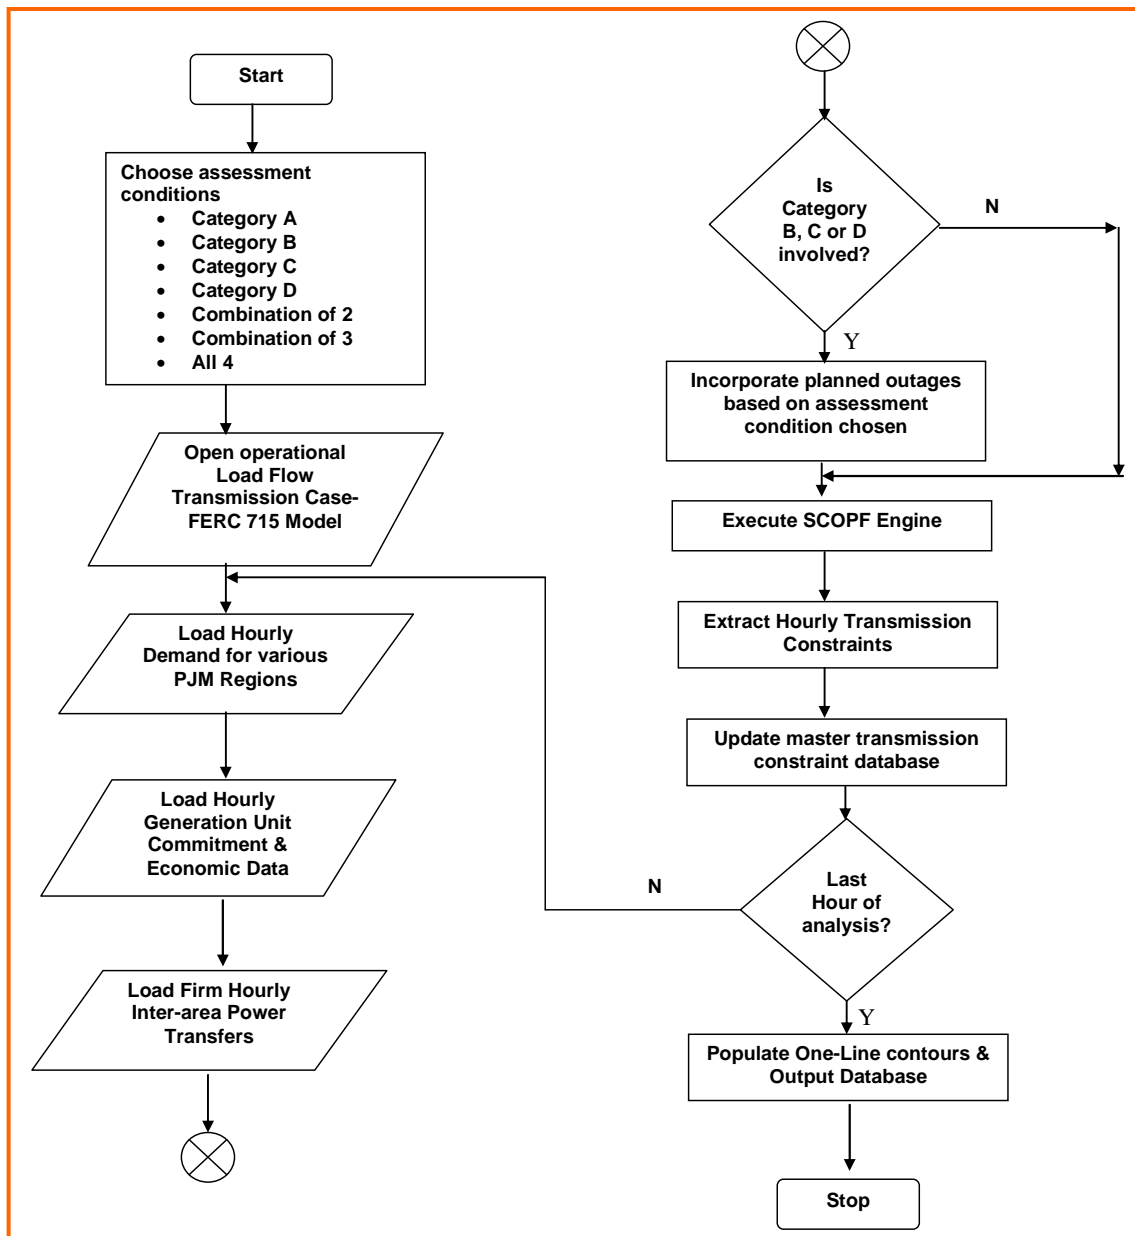 Start
Choose assessment
conditions
• Category A
• Category B
• Category C
• Category D
• Combination of 2
• Combination of 3
• All 4
Open operational
Load Flow
Transmission Case-
FERC 715 Model
Load Hourly
Demand for various
PJM Regions
Load Hourly
Generation Unit
Commitment &
Economic Data
Load Firm Hourly
Inter-area Power
Transfers
Is
Category
B, C or D
involved?
N
Y
Incorporate planned outages
based on assessment
condition chosen
Execute SCOPF Engine
Extract Hourly Transmission
Constraints
Update master transmission
constraint database
Last
Hour of
analysis?
N
Y
Populate One-Line contours &
Output Database
Stop